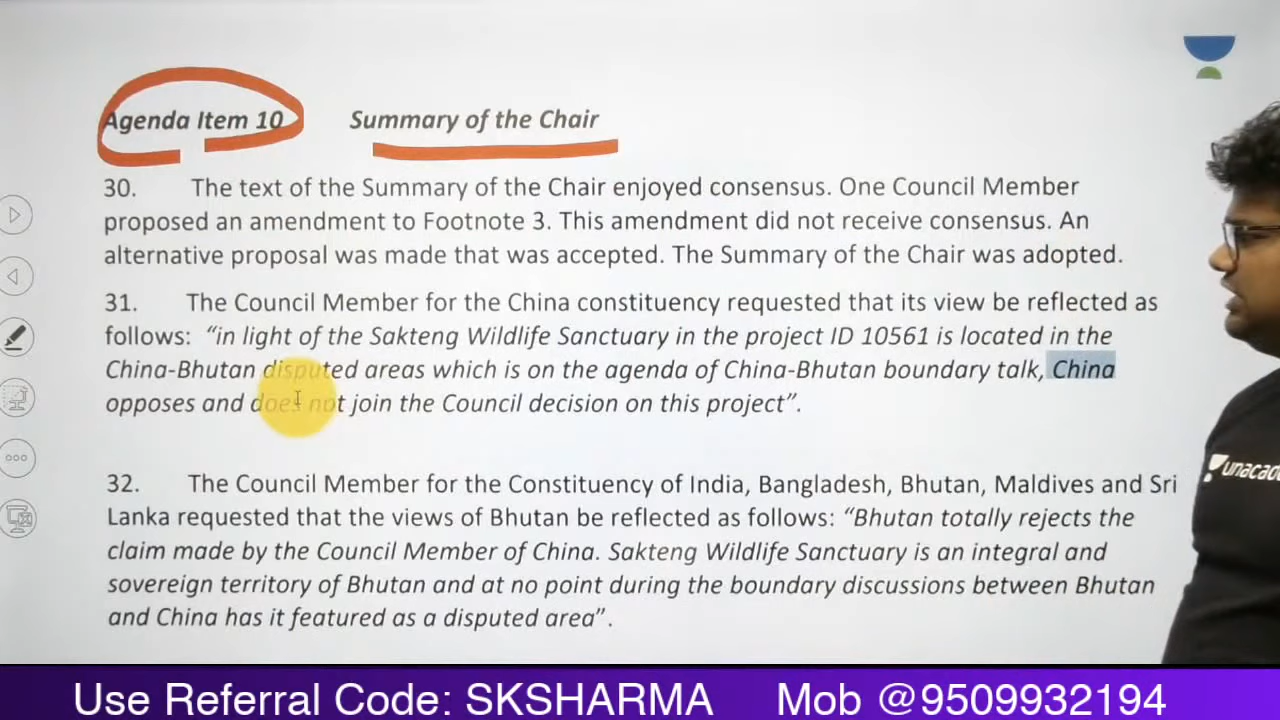 Agenda Item 10 Summary of the Chair
30. The text of the Summary of the Chair enjoyed consensus. One Council Member
proposed an amendment to Footnote 3. This amendment did not receive consensus. An
alternative proposal was made that was accepted. The Summary of the Chair was adopted.
31. The Council Member for the China constituency requested that its view be reflected as
follows: “in light of the Sakteng Wildlife Sanctuary in the project ID 10561 is located in the
China-Bhutan disputed areas which is on the agenda of China-Bhutan boundary talk, China
opposes and does not join the Council decision on this project”.
32. The Council Member for the Constituency of India, Bangladesh, Bhutan, Maldives and Sri
Lanka requested that the views of Bhutan be reflected as follows: “Bhutan totally rejects the
claim made by the Council Member of China. Sakteng Wildlife Sanctuary is an integral and
sovereign territory of Bhutan and at no point during the boundary discussions between Bhutan
and China has it featured as a disputed area”.
Use Referral Code: SKSHARMA Mob @9509932194